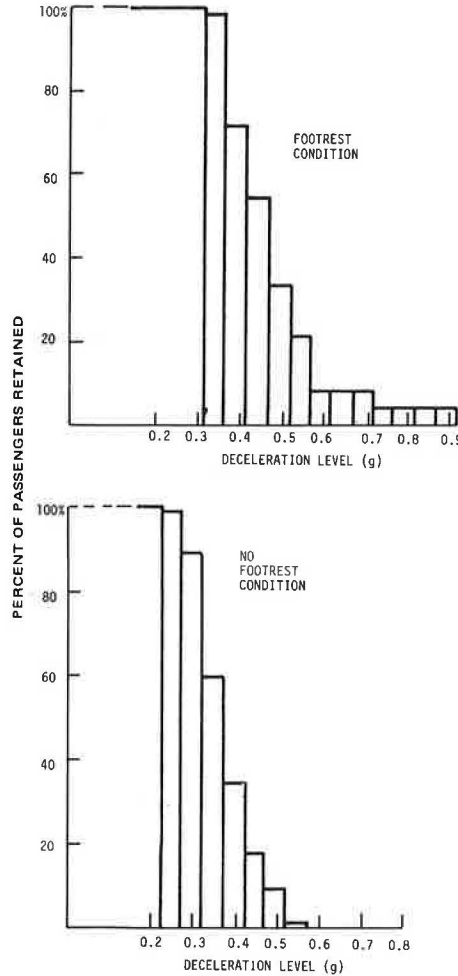 PERCENT OF PASSENGERS RETAINED
100%
80
60
40
20
FOOTREST
CONDITION
0.2 0.3 0.4 0.5 0.6 0.7 0.8 0.9
DECELERATION LEVEL (g)
100%
80
60
40
20
NO
FOOTREST
CONDITION
0.2 0.3 0.4 0.5 0.6 0.7 0.8
DECELERATION LEVEL (g)